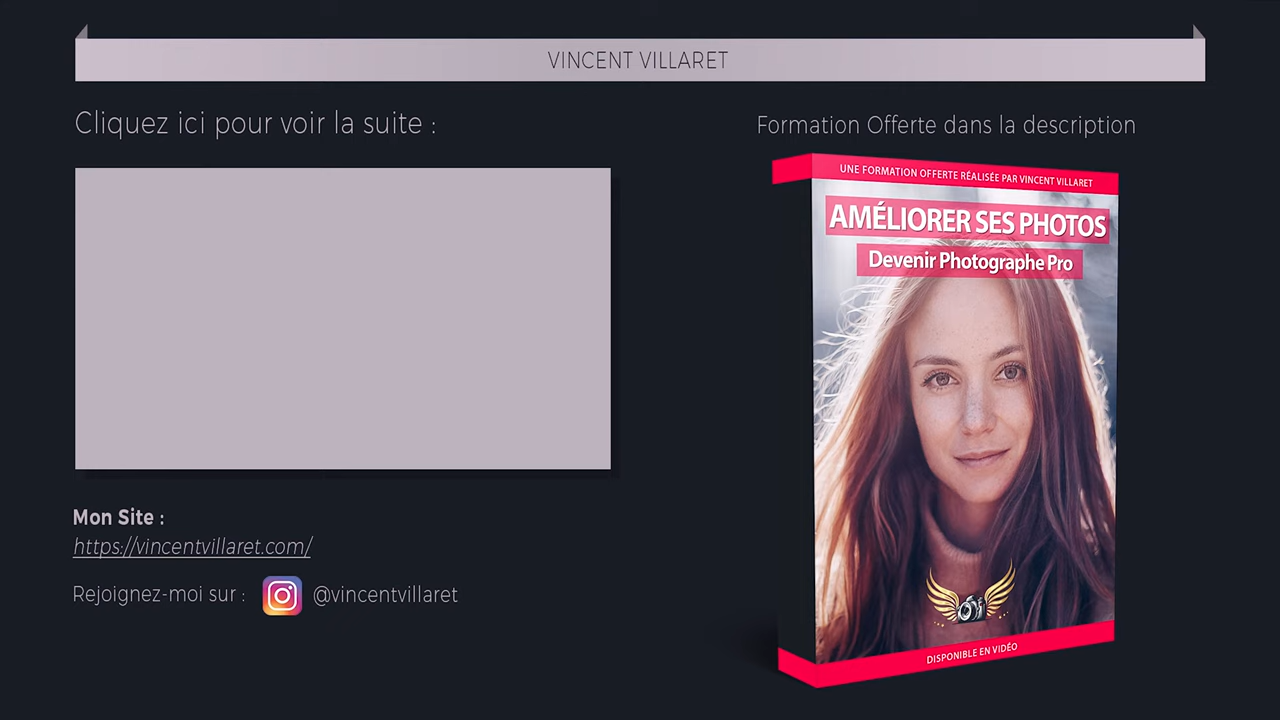 VINCENT VILLARET
Cliquez ici pour voir la suite :
Formation Offerte dans la description
UNE FORMATION OFFERTE RÉALISÉE PAR VINCENT VILLARET
AMÉLIORER SES PHOTOS
Devenir Photographe Pro
DISPONIBLE EN VIDÉO
Mon Site :
https://vincentvillaret.com/
Rejoignez-moi sur : @vincentvillaret